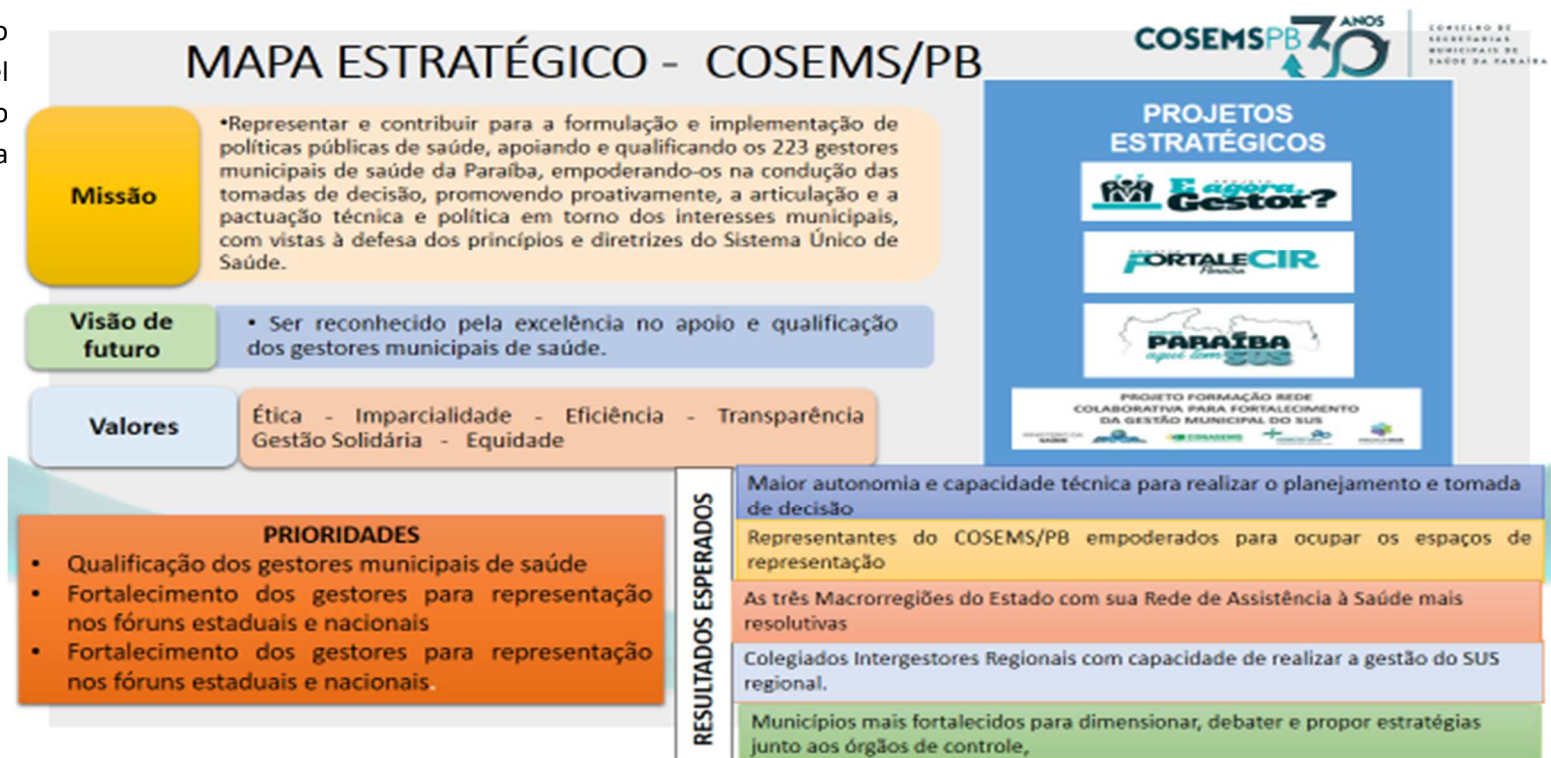 o
el
o
a
MAPA ESTRATÉGICO - COSEMS/PB
COSEMSPB 30 ANOS
CONSELHO DE
SECRETARIAS
MUNICIPAIS DE
SAÚDE DA PARAÍBA
Missão
•Representar e contribuir para a formulação e implementação de
políticas públicas de saúde, apoiando e qualificando os 223 gestores
municipais de saúde da Paraíba, empoderando-os na condução das
tomadas de decisão, promovendo proativamente, a articulação e a
pactuação técnica e política em torno dos interesses municipais,
com vistas à defesa dos princípios e diretrizes do Sistema Único de
Saúde.
Visão de
futuro
• Ser reconhecido pela excelência no apoio e qualificação
dos gestores municipais de saúde.
Valores
Ética - Imparcialidade - Eficiência - Transparência
Gestão Solidária - Equidade
PROJETOS
ESTRATÉGICOS
E agora,
Gestor?
FORTALECIR
Paraíba
PARAÍBA
aqui tem SUS
PROJETO FORMAÇÃO REDE
COLABORATIVA PARA FORTALECIMENTO
DA GESTÃO MUNICIPAL DO SUS
MINISTÉRIO DA
SAÚDE
CONASEMS
PRIORIDADES
• Qualificação dos gestores municipais de saúde
• Fortalecimento dos gestores para representação
nos fóruns estaduais e nacionais
• Fortalecimento dos gestores para representação
nos fóruns estaduais e nacionais.
RESULTADOS ESPERADOS
Maior autonomia e capacidade técnica para realizar o planejamento e tomada
de decisão
Representantes do COSEMS/PB empoderados para ocupar os espaços de
representação
As três Macrorregiões do Estado com sua Rede de Assistência à Saúde mais
resolutivas
Colegiados Intergestores Regionais com capacidade de realizar a gestão do SUS
regional.
Municípios mais fortalecidos para dimensionar, debater e propor estratégias
junto aos órgãos de controle,